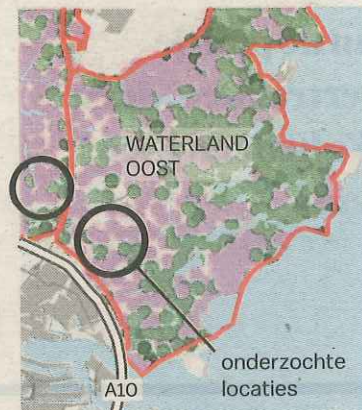 WATERLAND
OOST
onderzochte
locaties
A10